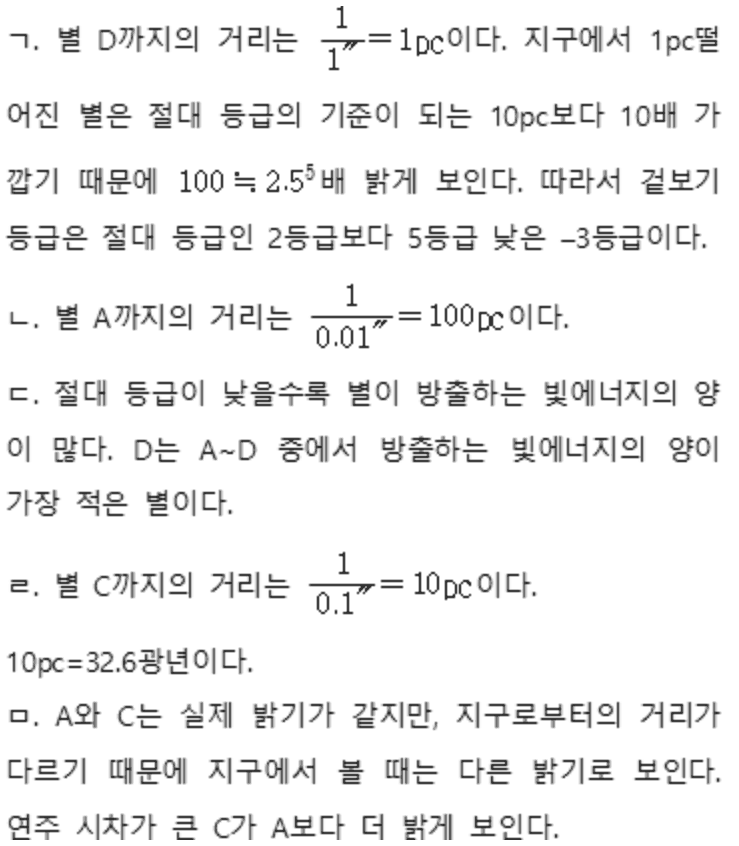 ㄱ. 별 D까지의 거리는 1/1″=1pc이다. 지구에서 1pc떨
어진 별은 절대 등급의 기준이 되는 10pc보다 10배 가
깝기 때문에 100≒2.5⁵배 밝게 보인다. 따라서 겉보기
등급은 절대 등급인 2등급보다 5등급 낮은 –3등급이다.
ㄴ. 별 A까지의 거리는 1/0.01″=100pc이다.
ㄷ. 절대 등급이 낮을수록 별이 방출하는 빛에너지의 양
이 많다. D는 A~D 중에서 방출하는 빛에너지의 양이
가장 적은 별이다.
ㄹ. 별 C까지의 거리는 1/0.1″=10pc이다.
10pc=32.6광년이다.
ㅁ. A와 C는 실제 밝기가 같지만, 지구로부터의 거리가
다르기 때문에 지구에서 볼 때는 다른 밝기로 보인다.
연주 시차가 큰 C가 A보다 더 밝게 보인다.